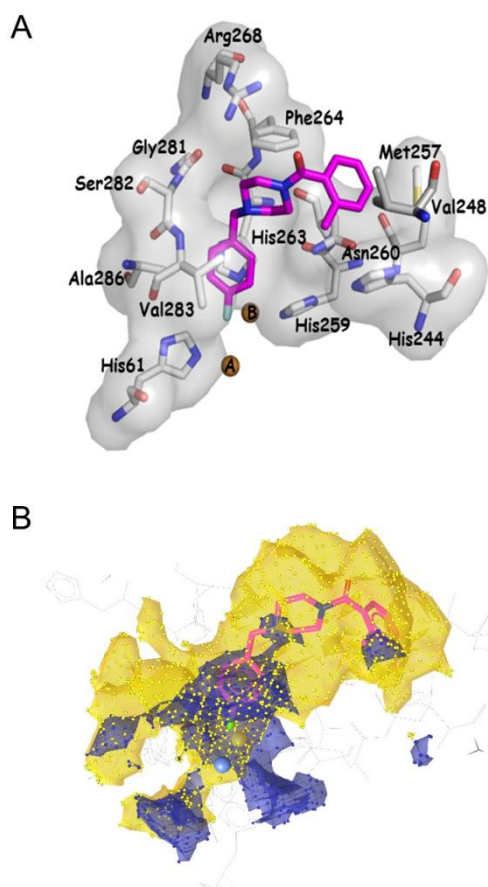 A
Arg268
Phe264
Gly281
Met257
Ser282
Val248
His263
Asn260
Ala286
Val283
B
His259
His244
His61
A
B